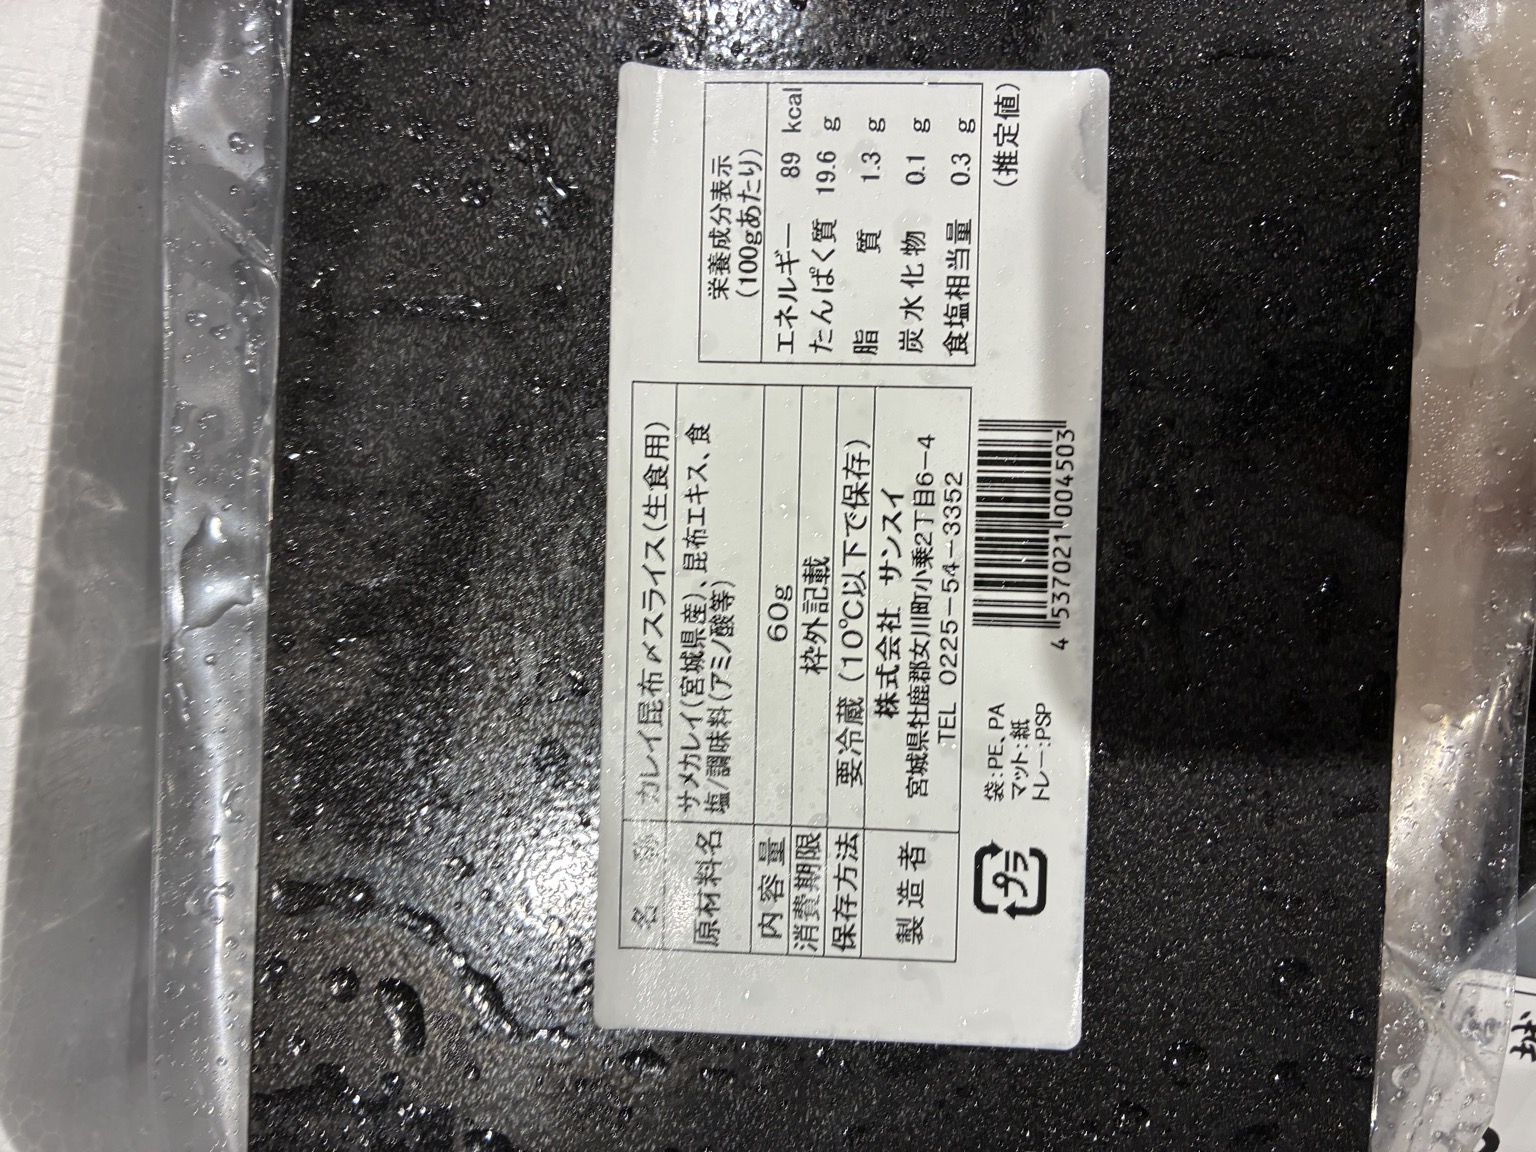 名 称 カレイ昆布〆スライス(生食用)
原材料名 サメカレイ(宮城県産)、昆布エキス、食
塩/調味料(アミノ酸等)
内容量 60g
消費期限 枠外記載
保存方法 要冷蔵(10℃以下で保存)
製造者 株式会社 サンスイ
宮城県牡鹿郡女川町小乗2丁目6-4
TEL 0225-54-3352
プラ
袋:PE、PA
マット:紙
トレー:PSP
4 537021 004503
栄養成分表示
(100gあたり)
エネルギー 89 kcal
たんぱく質 19.6 g
脂質 1.3 g
炭水化物 0.1 g
食塩相当量 0.3 g
(推定値)